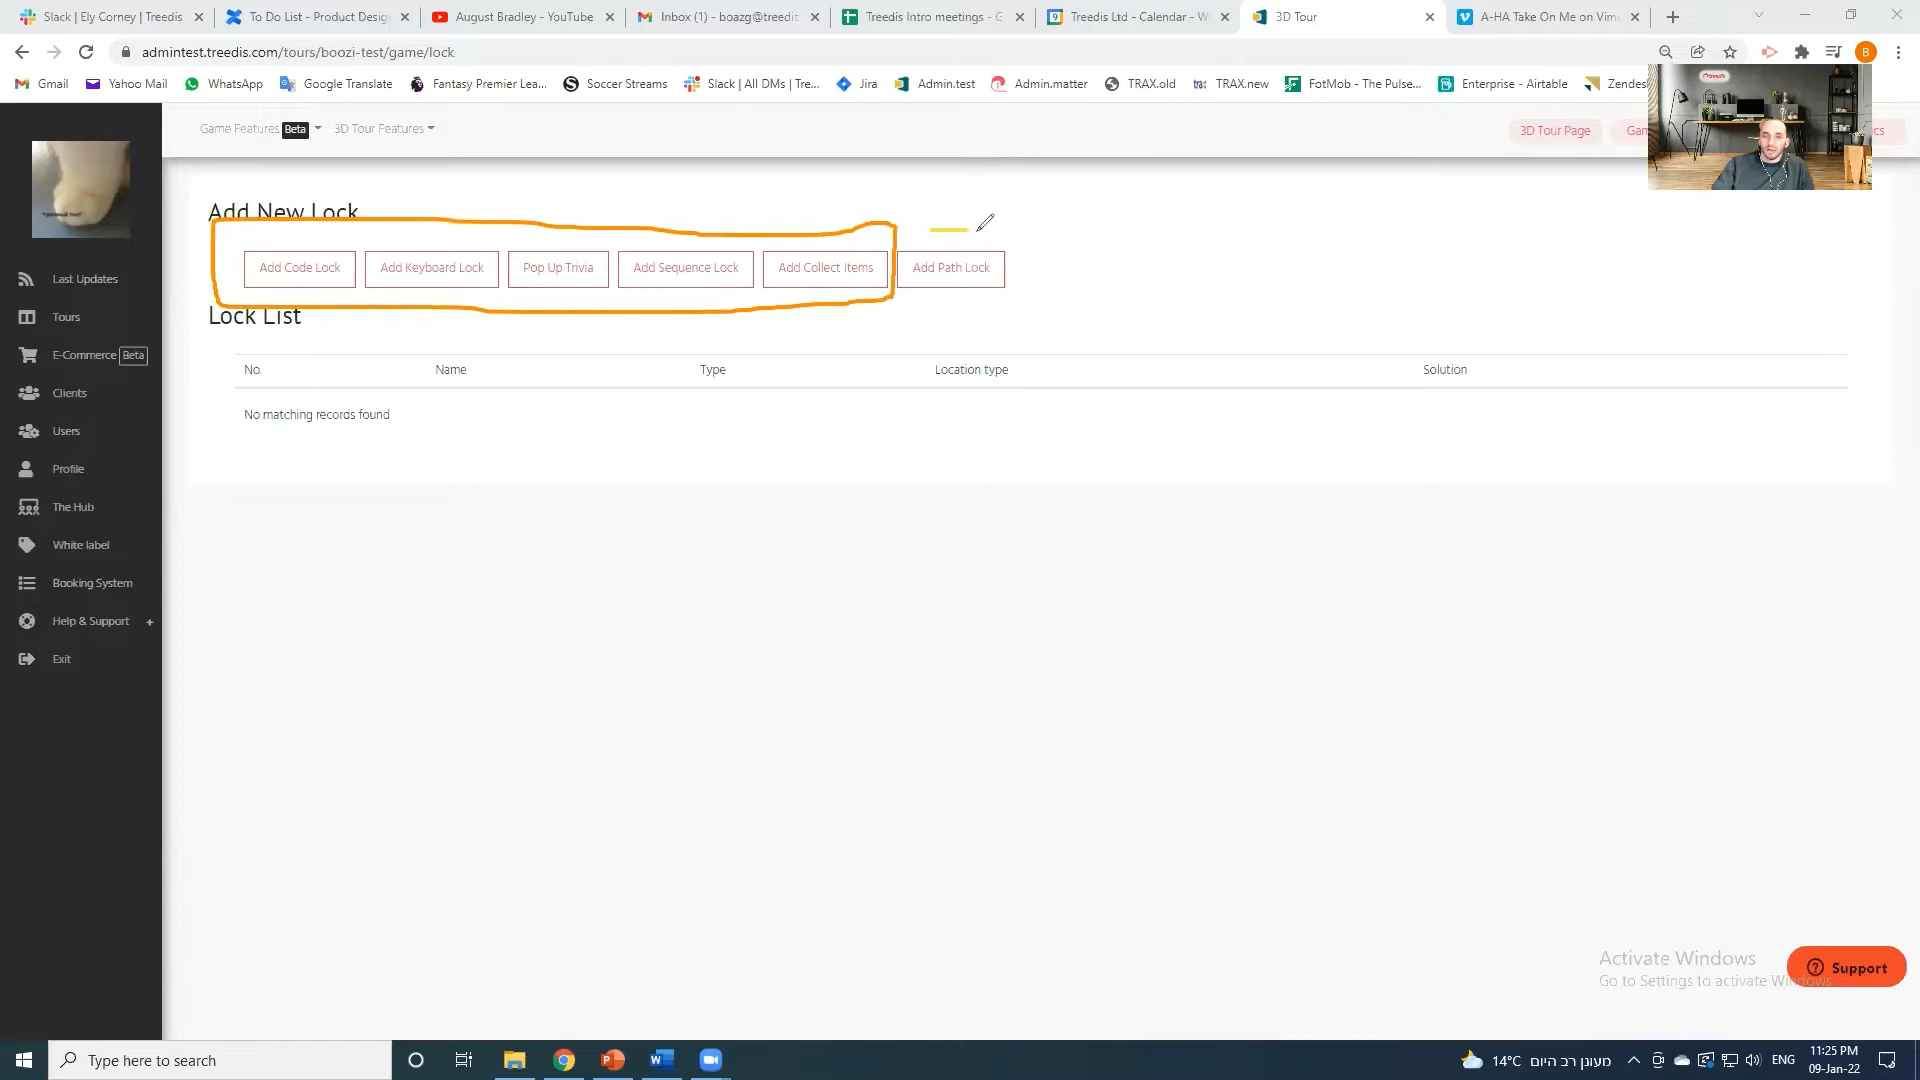 Slack | Ely Corney | Treedis
To Do List - Product Desig
August Bradley - YouTube
Inbox (1) - boazg@treedis
Treedis Intro meetings - G
Treedis Ltd - Calendar - W
3D Tour
A-HA Take On Me on Vim
admintest.treedis.com/tours/boozi-test/game/lock
B
Gmail
Yahoo Mail
WhatsApp
Google Translate
Fantasy Premier Lea...
Soccer Streams
Slack | All DMs | Tre...
Jira
Admin.test
Admin.matter
TRAX.old
TRAX.new
FotMob - The Pulse...
Enterprise - Airtable
Zendes
Game Features Beta
3D Tour Features
3D Tour Page
Gam
cs
Add New Lock
Add Code Lock
Add Keyboard Lock
Pop Up Trivia
Add Sequence Lock
Add Collect Items
Add Path Lock
Lock List
No.
Name
Type
Location type
Solution
No matching records found
Last Updates
Tours
E-Commerce Beta
Clients
Users
Profile
The Hub
White label
Booking System
Help & Support +
Exit
Activate Windows
Go to Settings to activate Windows.
Support
Type here to search
14°C
מעונן רב היום
ENG
11:25 PM
09-Jan-22